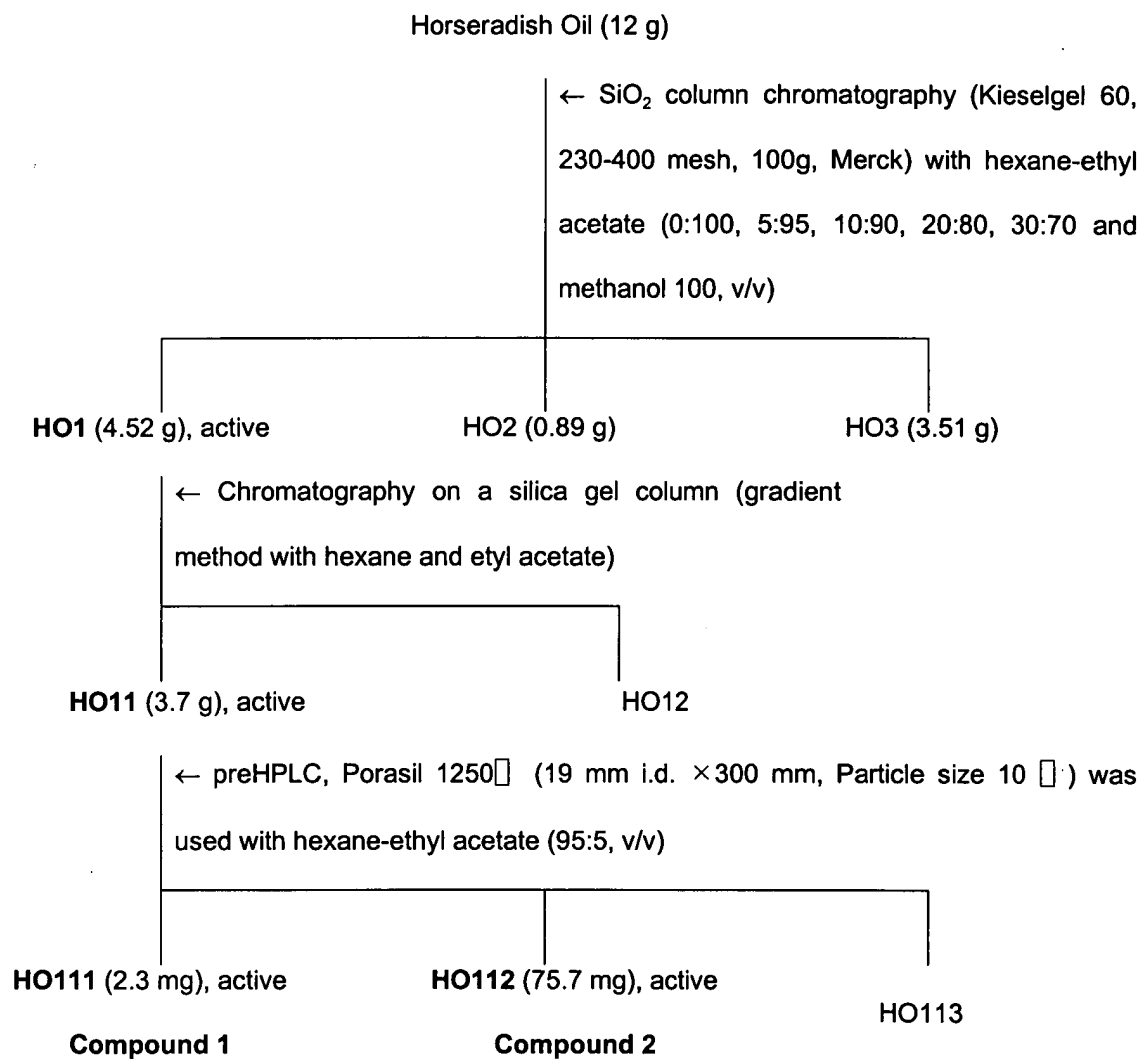 Horseradish Oil (12 g)
← SiO₂ column chromatography (Kieselgel 60,
230-400 mesh, 100g, Merck) with hexane-ethyl
acetate (0:100, 5:95, 10:90, 20:80, 30:70 and
methanol 100, v/v)
HO1 (4.52 g), active
HO2 (0.89 g)
HO3 (3.51 g)
← Chromatography on a silica gel column (gradient
method with hexane and etyl acetate)
HO11 (3.7 g), active
HO12
← preHPLC, Porasil 1250▯ (19 mm i.d. ×300 mm, Particle size 10 ▯ ) was
used with hexane-ethyl acetate (95:5, v/v)
HO111 (2.3 mg), active
HO112 (75.7 mg), active
HO113
Compound 1
Compound 2